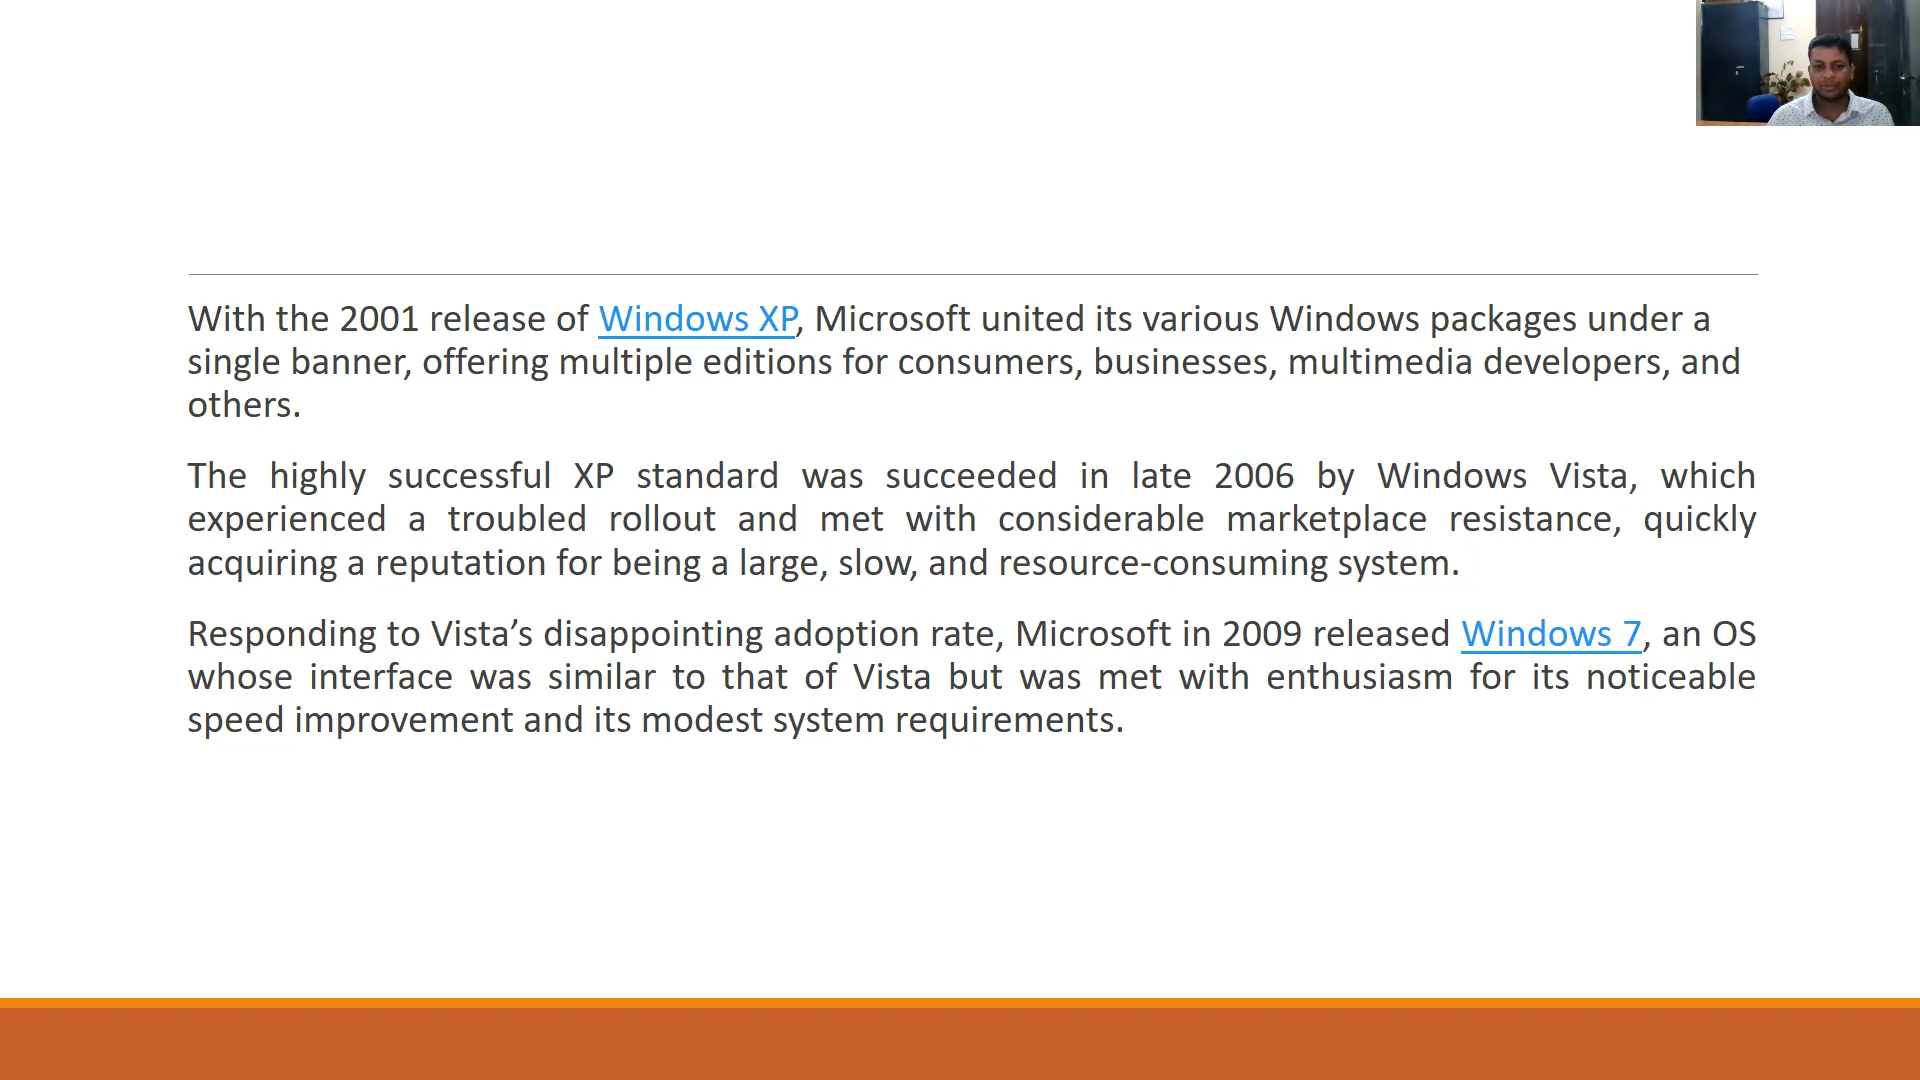 With the 2001 release of Windows XP, Microsoft united its various Windows packages under a
single banner, offering multiple editions for consumers, businesses, multimedia developers, and
others.
The highly successful XP standard was succeeded in late 2006 by Windows Vista, which
experienced a troubled rollout and met with considerable marketplace resistance, quickly
acquiring a reputation for being a large, slow, and resource-consuming system.
Responding to Vista’s disappointing adoption rate, Microsoft in 2009 released Windows 7, an OS
whose interface was similar to that of Vista but was met with enthusiasm for its noticeable
speed improvement and its modest system requirements.